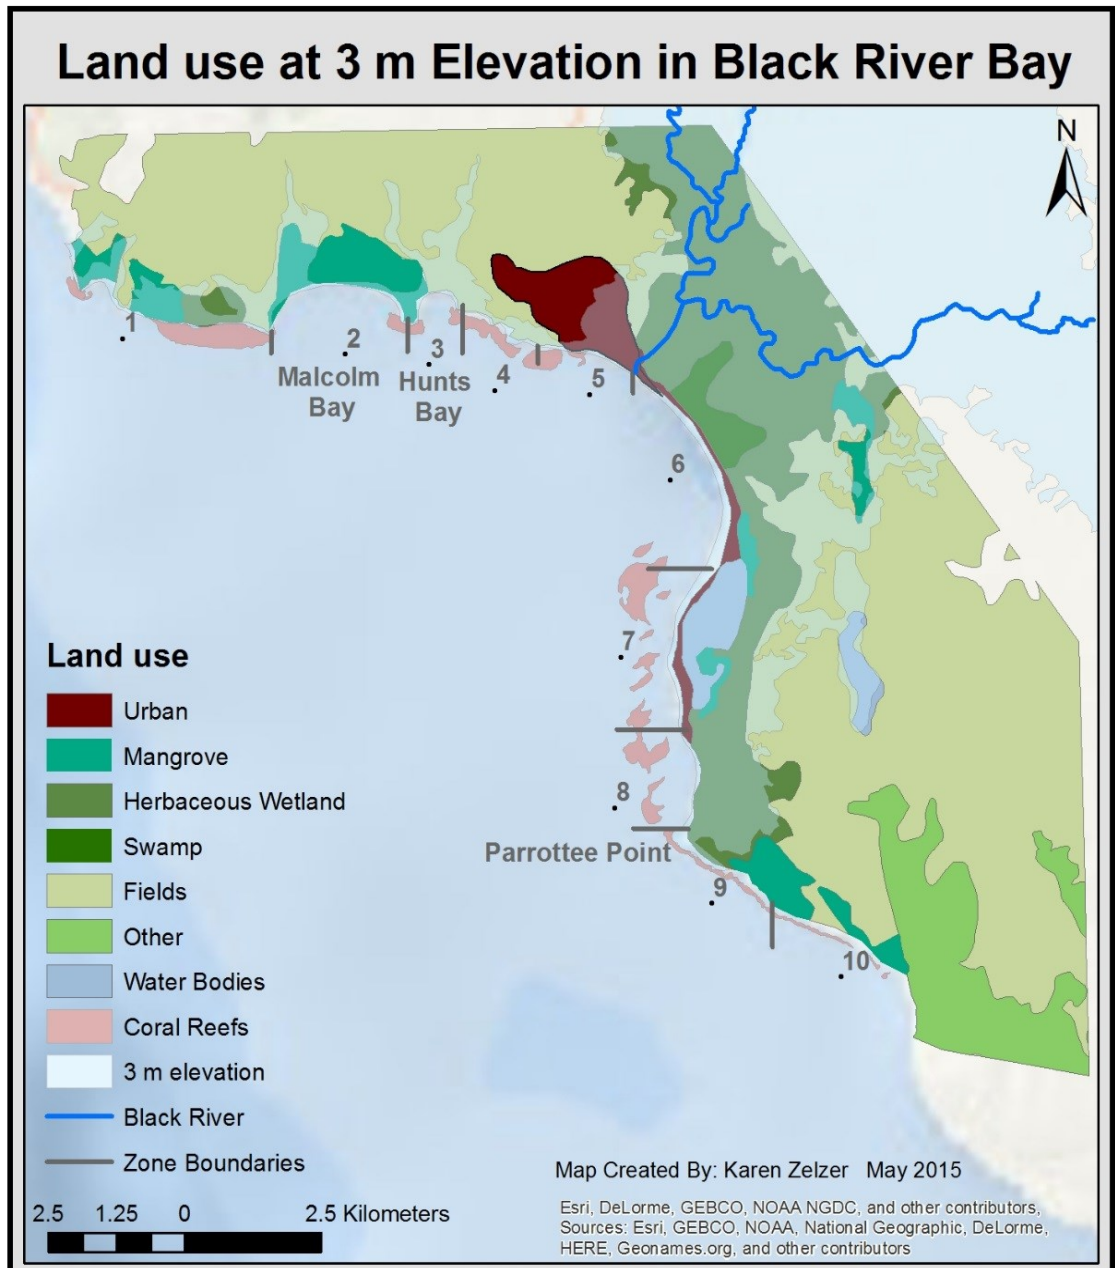 Land use at 3 m Elevation in Black River Bay
N
1
2
3
Malcolm
Bay
Hunts
Bay
4
5
6
7
8
Parrottee Point
9
10
Land use
Urban
Mangrove
Herbaceous Wetland
Swamp
Fields
Other
Water Bodies
Coral Reefs
3 m elevation
Black River
Zone Boundaries
2.5 1.25 0 2.5 Kilometers
Map Created By: Karen Zelzer May 2015
Esri, DeLorme, GEBCO, NOAA NGDC, and other contributors,
Sources: Esri, GEBCO, NOAA, National Geographic, DeLorme,
HERE, Geonames.org, and other contributors